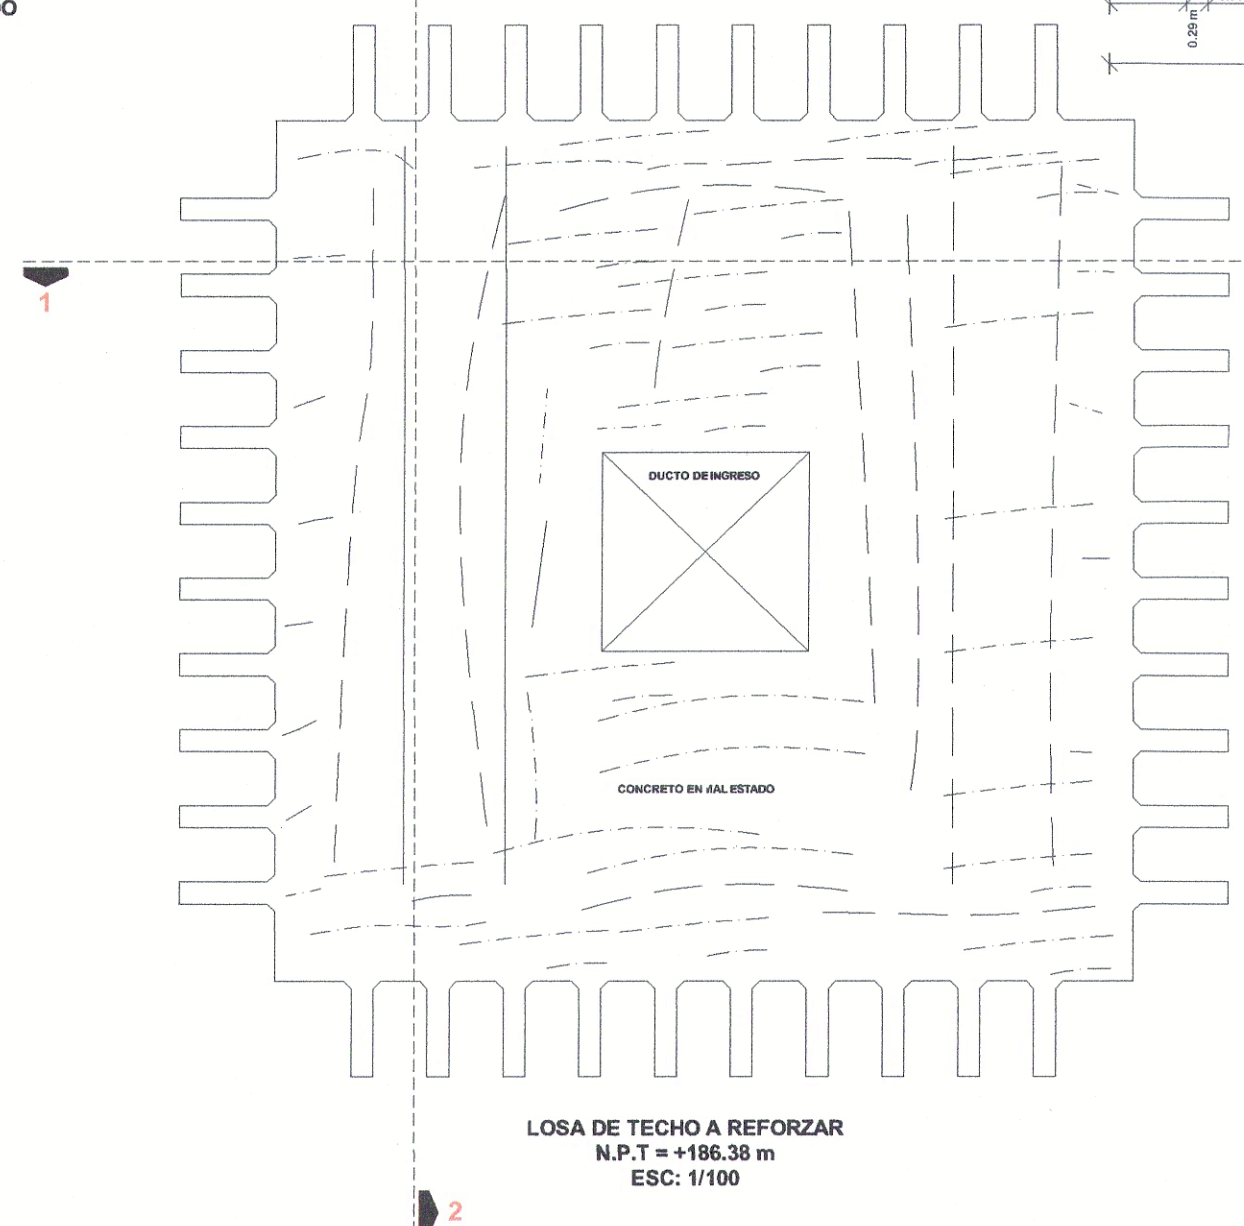 DO
0.29 m
1
DUCTO DE INGRESO
CONCRETO EN MAL ESTADO
LOSA DE TECHO A REFORZAR
N.P.T = +186.38 m
ESC: 1/100
2